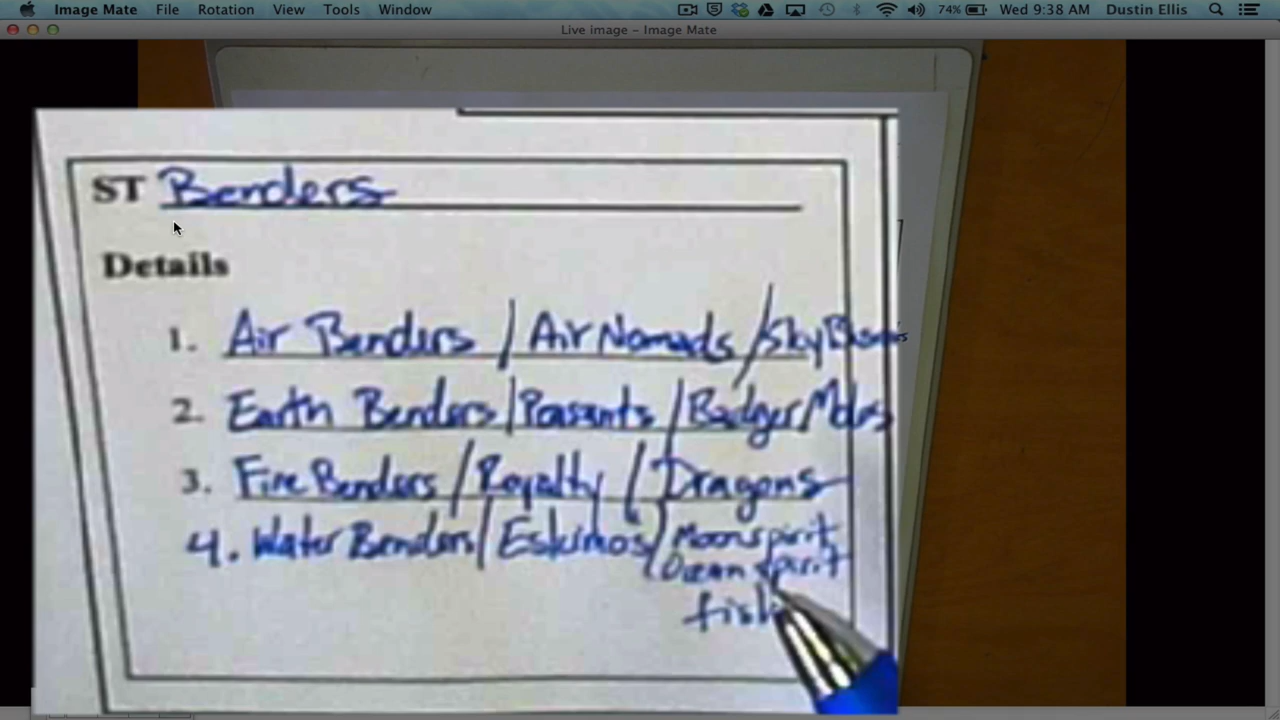 Image Mate File Rotation View Tools Window 74% Wed 9:38 AM Dustin Ellis
Live image – Image Mate
ST Benders
Details
1. Air Benders / Air Nomads / Sky Bisons
2. Earth Benders / Peasants / Badger Moles
3. Fire Benders / Royalty / Dragons
4. Water Benders / Eskimos / Moon spirit,
Ocean spirit
fish